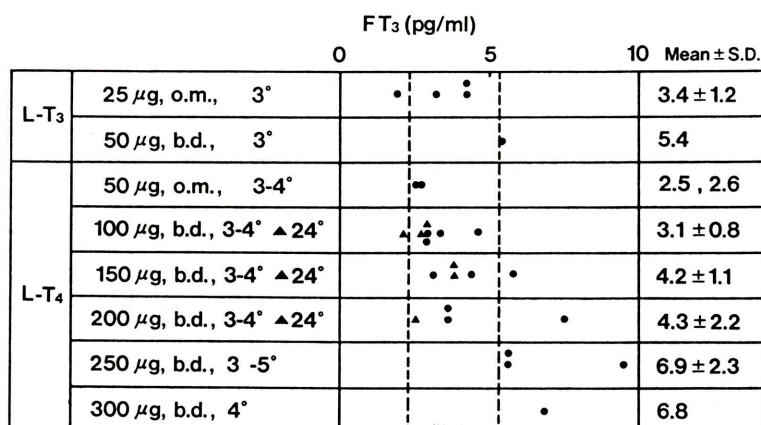 FT₃ (pg/ml)
0 5 10 Mean ± S.D.
L-T₃
25 μg, o.m., 3° 3.4 ± 1.2
50 μg, b.d., 3° 5.4
L-T₄
50 μg, o.m., 3-4° 2.5 , 2.6
100 μg, b.d., 3-4° ▲24° 3.1 ± 0.8
150 μg, b.d., 3-4° ▲24° 4.2 ± 1.1
200 μg, b.d., 3-4° ▲24° 4.3 ± 2.2
250 μg, b.d., 3 -5° 6.9 ± 2.3
300 μg, b.d., 4° 6.8